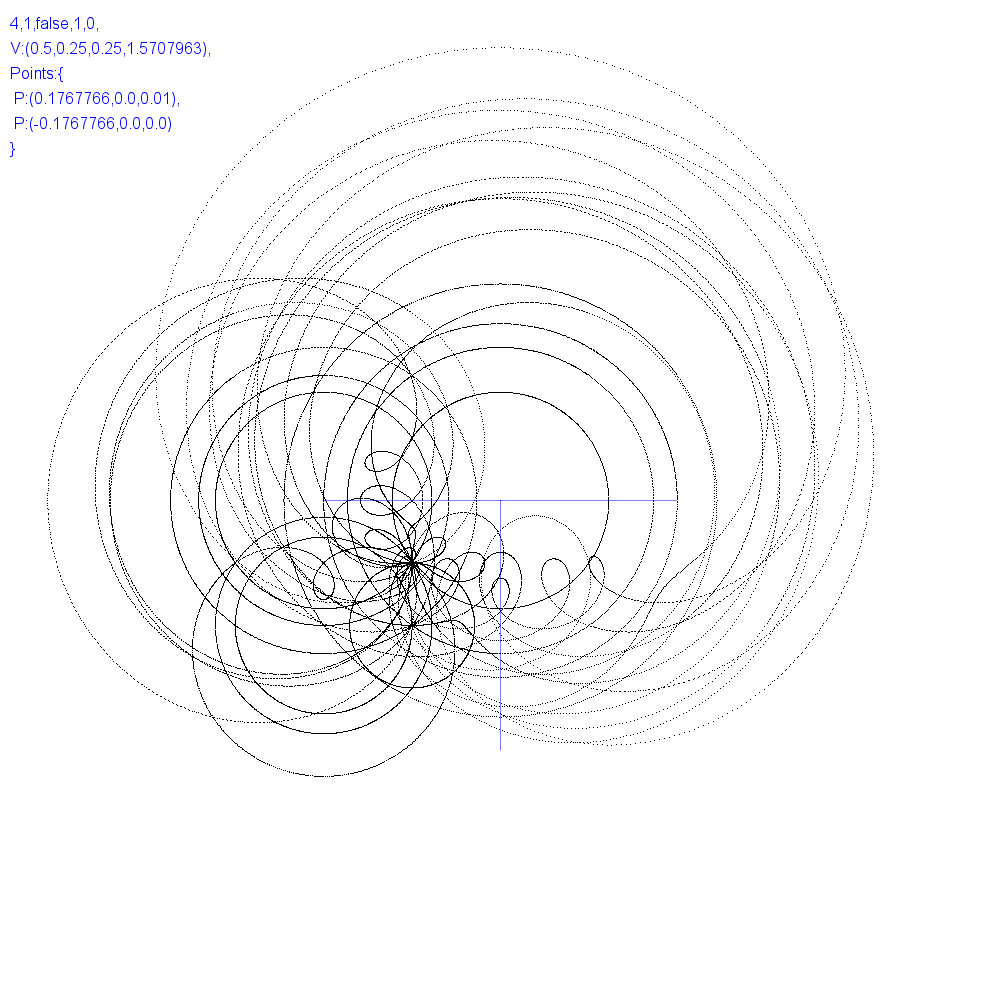 4,1,false,1,0,
V:(0.5,0.25,0.25,1.5707963),
Points:{
P:(0.1767766,0.0,0.01),
P:(-0.1767766,0.0,0.0)
}